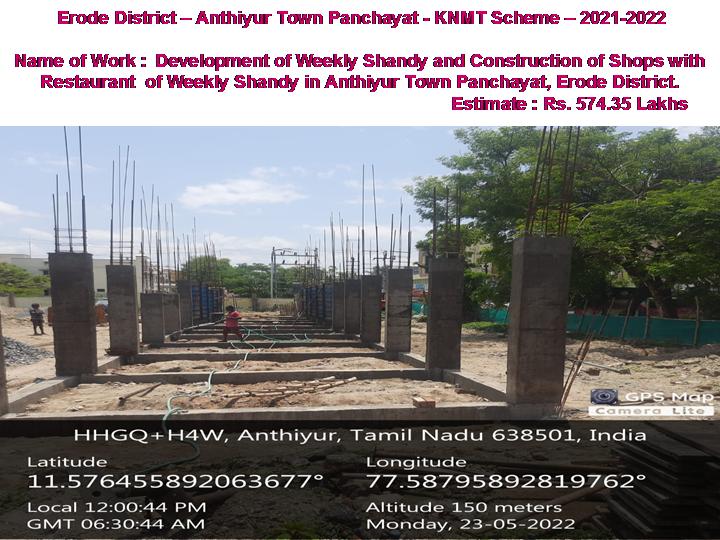 Erode District – Anthiyur Town Panchayat - KNMT Scheme – 2021-2022
Name of Work : Development of Weekly Shandy and Construction of Shops with
Restaurant of Weekly Shandy in Anthiyur Town Panchayat, Erode District.
Estimate : Rs. 574.35 Lakhs
GPS Map
Camera Lite
HHGQ+H4W, Anthiyur, Tamil Nadu 638501, India
Latitude
11.576455892063677°
Longitude
77.58795892819762°
Local 12:00:44 PM
GMT 06:30:44 AM
Altitude 150 meters
Monday, 23-05-2022